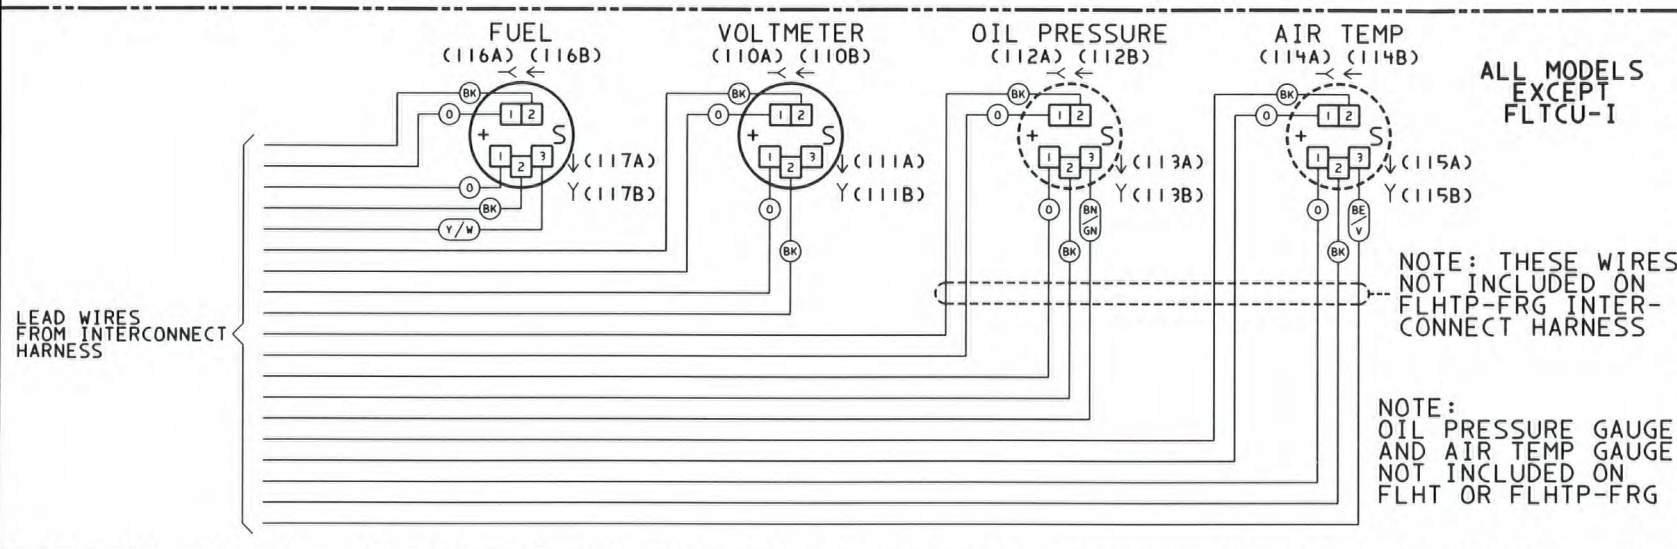 FUEL
(116A) (116B)
BK
O
1 2
+ S
1 2 3
(117A)
(117B)
O
BK
Y/W
VOLTMETER
(110A) (110B)
BK
O
1 2
+ S
1 2 3
(111A)
(111B)
O
BK
OIL PRESSURE
(112A) (112B)
BK
O
1 2
+ S
1 2 3
(113A)
(113B)
O
BN/GN
BK
AIR TEMP
(114A) (114B)
BK
O
1 2
+ S
1 2 3
(115A)
(115B)
O
BE/V
BK
ALL MODELS
EXCEPT
FLTCU-I
NOTE: THESE WIRES
NOT INCLUDED ON
FLHTP-FRG INTER-
CONNECT HARNESS
LEAD WIRES
FROM INTERCONNECT
HARNESS
NOTE:
OIL PRESSURE GAUGE
AND AIR TEMP GAUGE
NOT INCLUDED ON
FLHT OR FLHTP-FRG